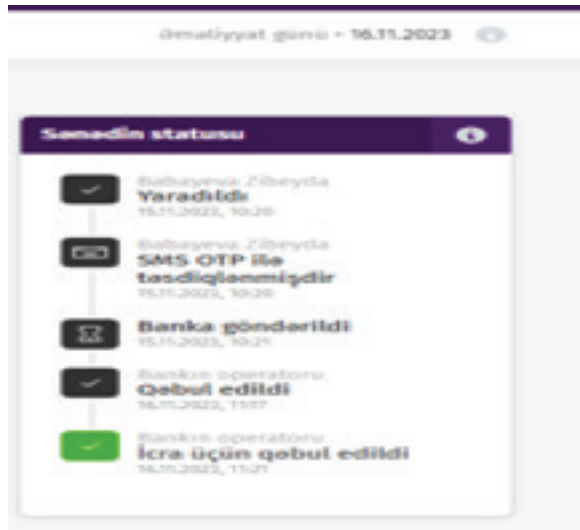 Əməliyyat günü • 16.11.2023
Sənədin statusu
Babayeva Zibeyda
Yaradıldı
15.11.2023, 10:20
Babayeva Zibeyda
SMS OTP ilə
təsdiqlənmişdir
15.11.2023, 10:20
Banka göndərildi
15.11.2023, 10:21
Bankın operatoru
Qəbul edildi
16.11.2023, 11:17
Bankın operatoru
İcra üçün qəbul edildi
16.11.2023, 11:21